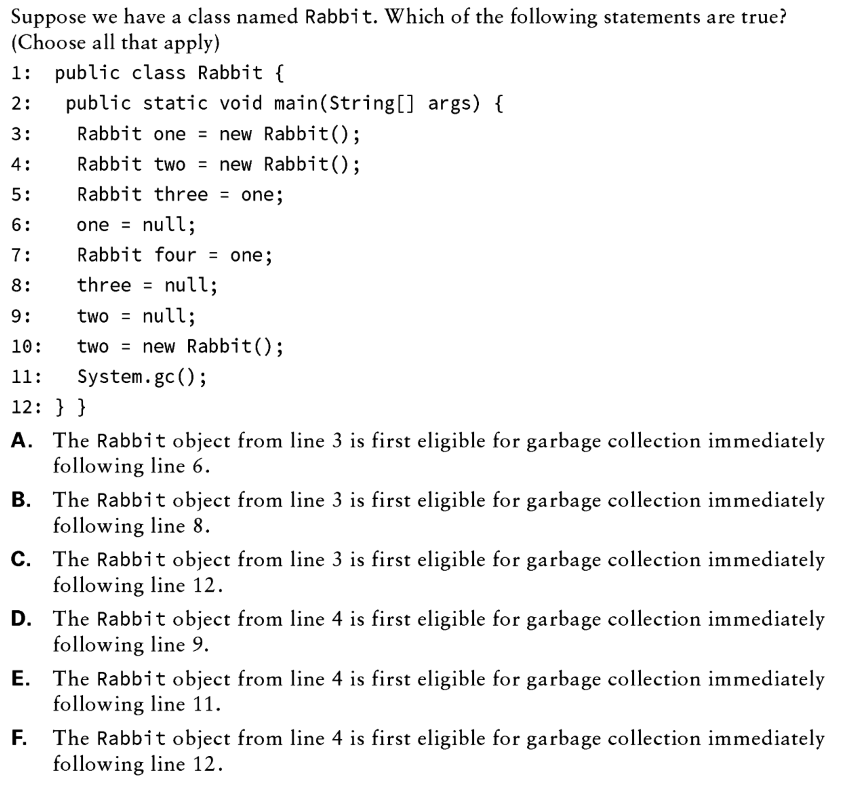 Suppose we have a class named Rabbit. Which of the following statements are true?
(Choose all that apply)
1: public class Rabbit {
2: public static void main(String[] args) {
3: Rabbit one = new Rabbit();
4: Rabbit two = new Rabbit();
5: Rabbit three = one;
6: one = null;
7: Rabbit four = one;
8: three = null;
9: two = null;
10: two = new Rabbit();
11: System.gc();
12: } }
A. The Rabbit object from line 3 is first eligible for garbage collection immediately
following line 6.
B. The Rabbit object from line 3 is first eligible for garbage collection immediately
following line 8.
C. The Rabbit object from line 3 is first eligible for garbage collection immediately
following line 12.
D. The Rabbit object from line 4 is first eligible for garbage collection immediately
following line 9.
E. The Rabbit object from line 4 is first eligible for garbage collection immediately
following line 11.
F. The Rabbit object from line 4 is first eligible for garbage collection immediately
following line 12.